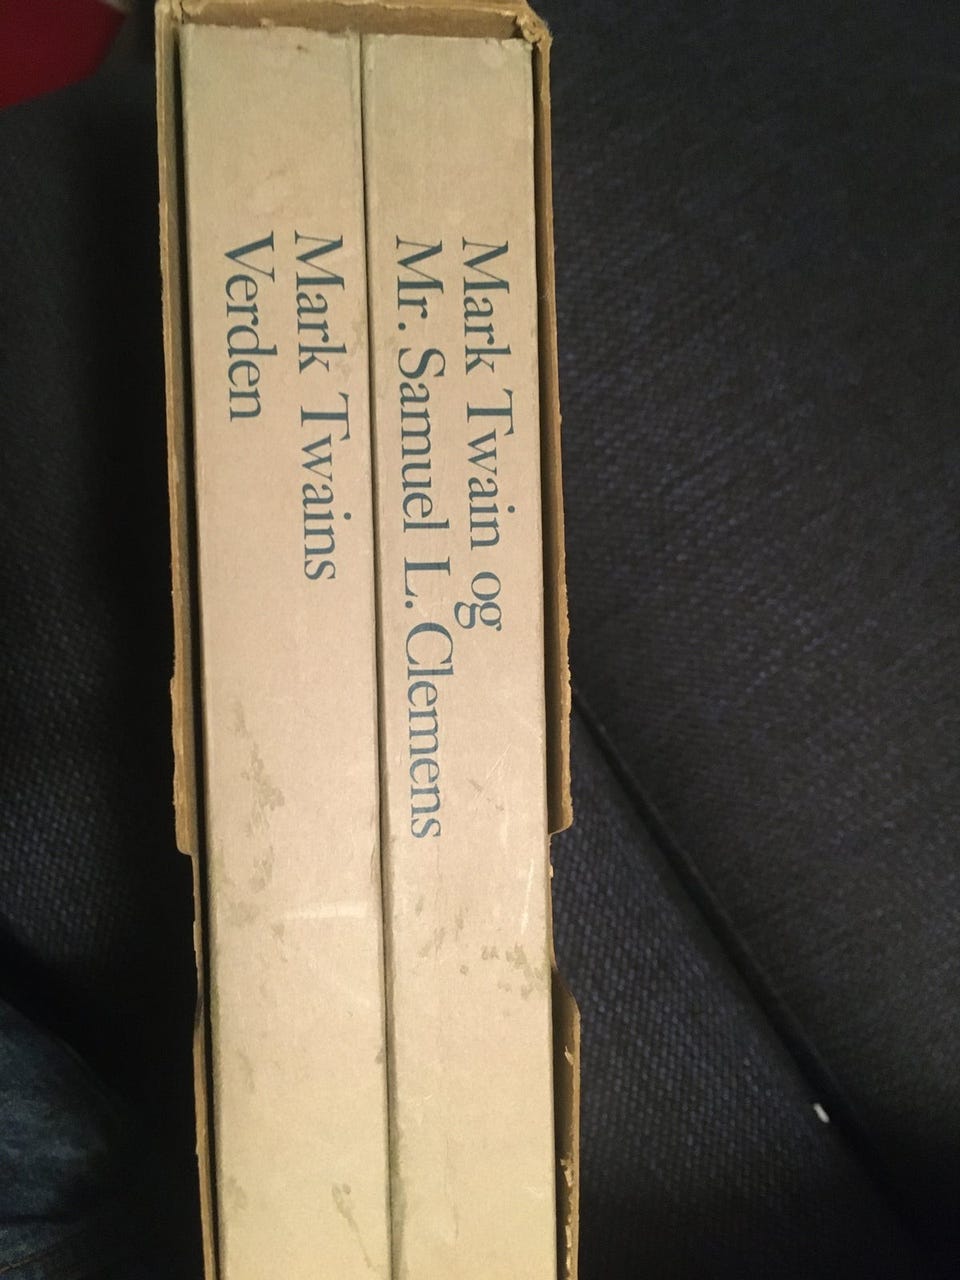 Mark Twain og
Mr. Samuel L. Clemens
Mark Twains
Verden